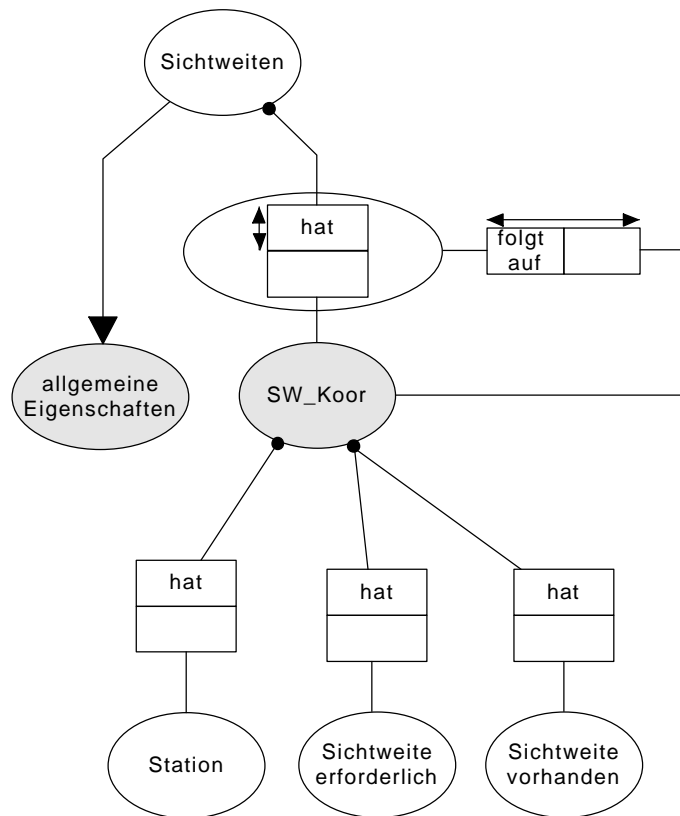 Sichtweiten
hat
folgt
auf
allgemeine
Eigenschaften
SW_Koor
hat
hat
hat
Station
Sichtweite
erforderlich
Sichtweite
vorhanden